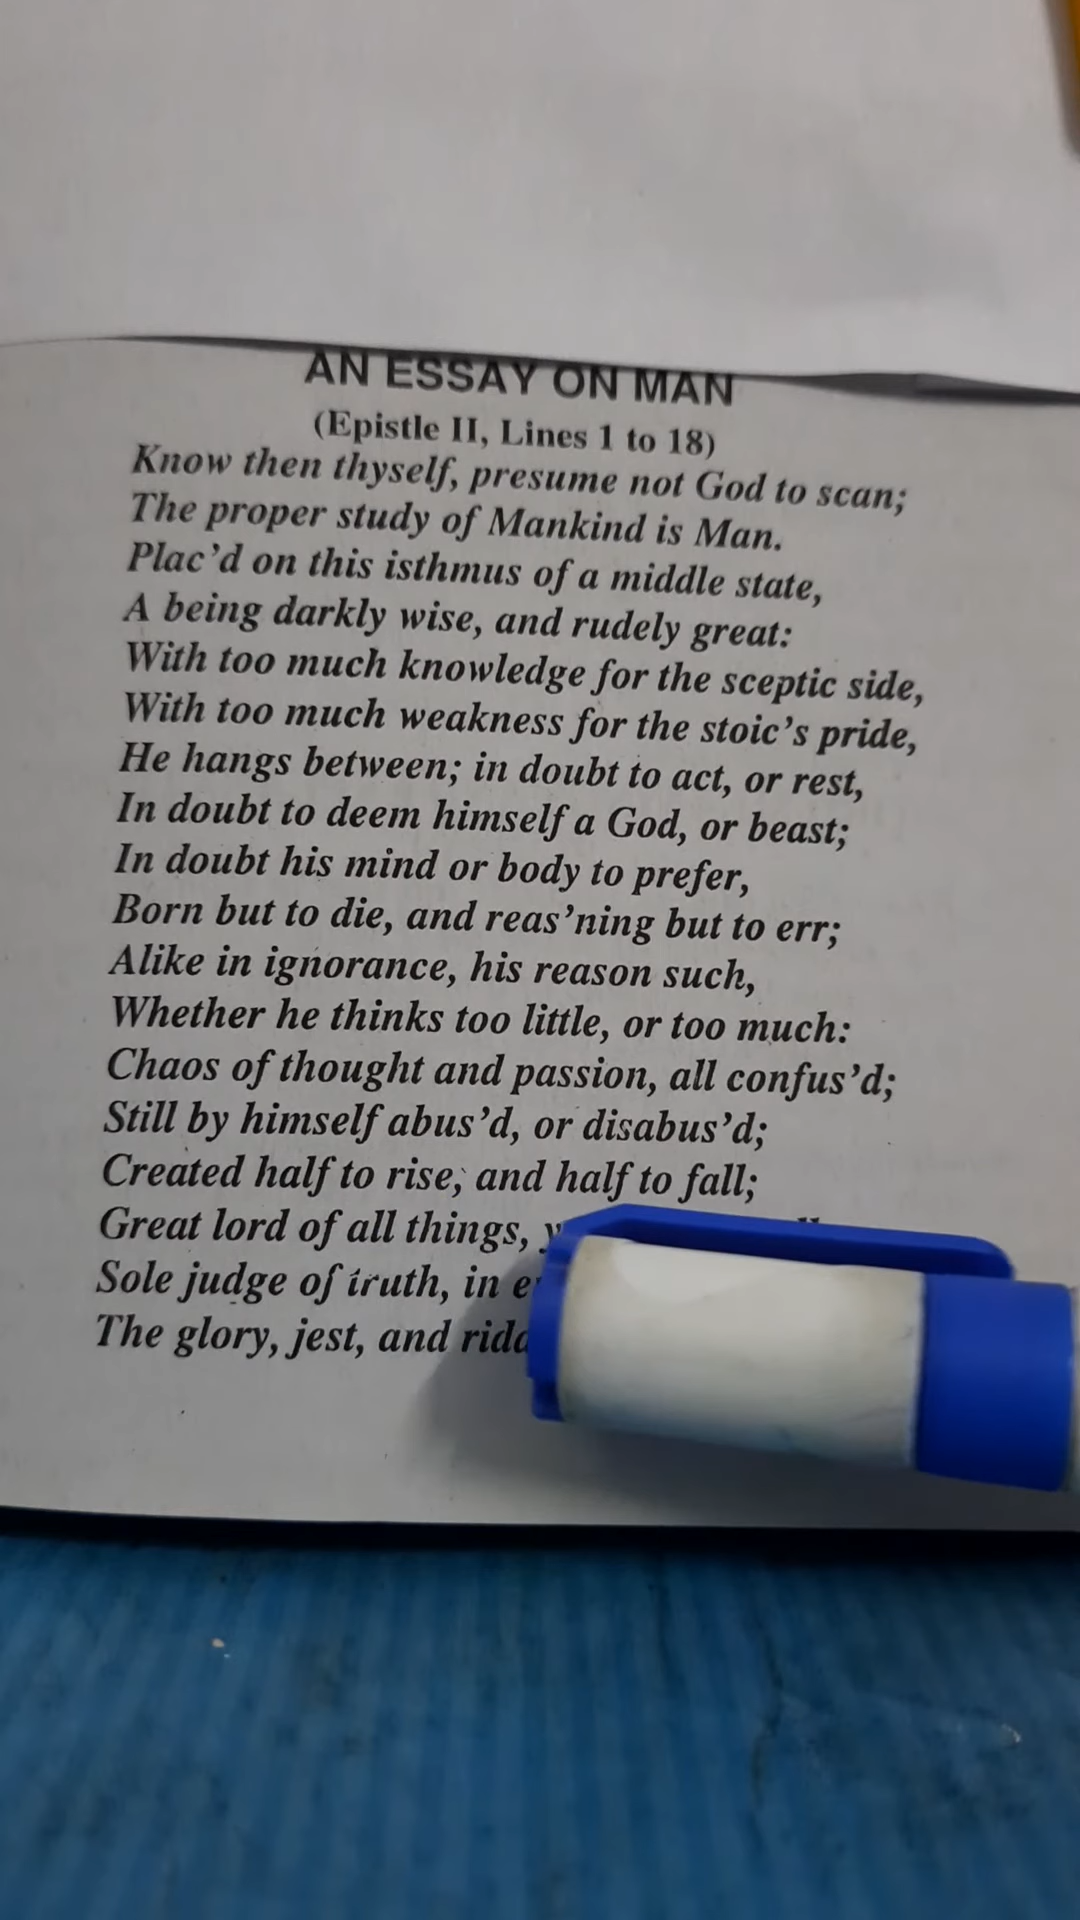 AN ESSAY ON MAN
(Epistle II, Lines 1 to 18)
Know then thyself, presume not God to scan;
The proper study of Mankind is Man.
Plac'd on this isthmus of a middle state,
A being darkly wise, and rudely great:
With too much knowledge for the sceptic side,
With too much weakness for the stoic's pride,
He hangs between; in doubt to act, or rest,
In doubt to deem himself a God, or beast;
In doubt his mind or body to prefer,
Born but to die, and reas'ning but to err;
Alike in ignorance, his reason such,
Whether he thinks too little, or too much:
Chaos of thought and passion, all confus'd;
Still by himself abus'd, or disabus'd;
Created half to rise; and half to fall;
Great lord of all things,
Sole judge of truth, in
The glory, jest, and